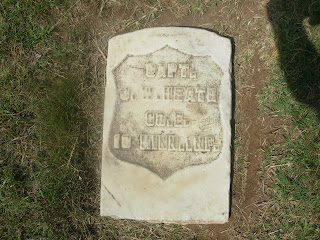 CAPT.
J. W. HEATH
CO. E.
10 MINN. INF.